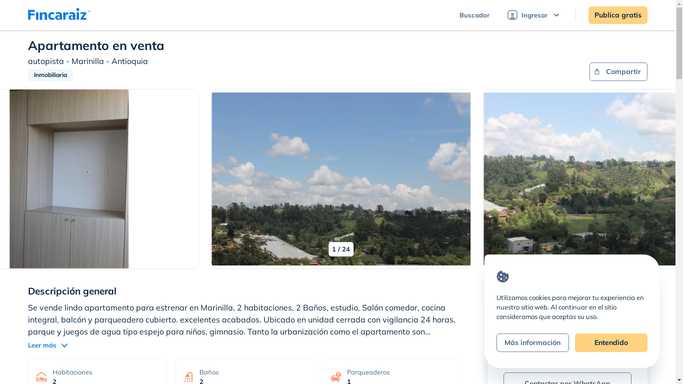 Fincaraiz
Buscador
Ingresar
Publica gratis
Apartamento en venta
autopista - Marinilla - Antioquia
Inmobiliaria
Compartir
1 / 24
Descripción general
Se vende lindo apartamento para estrenar en Marinilla, 2 habitaciones, 2 Baños, estudio, Salón comedor, cocina
integral, balcón y parqueadero cubierto. excelentes acabados. Ubicado en unidad cerrada con vigilancia 24 horas,
parque y juegos de agua tipo espejo para niños, gimnasio. Tanto la urbanización como el apartamento son...
Leer más
Habitaciones
2
Baños
2
Parqueaderos
1
Utilizamos cookies para mejorar tu experiencia en
nuestro sitio web. Al continuar en el sitio
consideramos que aceptas su uso.
Más información
Entendido
Contactar por WhatsApp